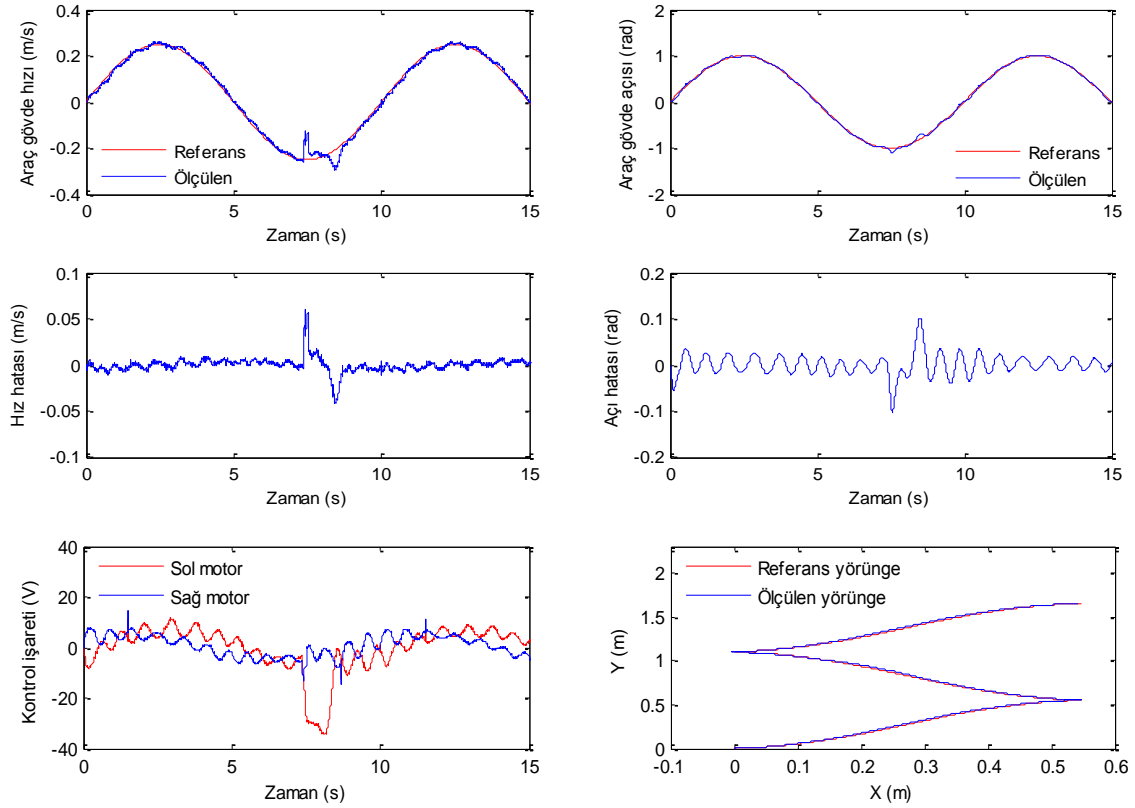 Araç gövde hızı (m/s)
0.4
0.2
0
-0.2
-0.4
Referans
Ölçülen
0
5
10
15
Zaman (s)
Araç gövde açısı (rad)
2
1
0
-1
-2
Referans
Ölçülen
0
5
10
15
Zaman (s)
Hız hatası (m/s)
0.1
0.05
0
-0.05
-0.1
0
5
10
15
Zaman (s)
Açı hatası (rad)
0.2
0.1
0
-0.1
-0.2
0
5
10
15
Zaman (s)
Kontrol işareti (V)
40
20
0
-20
-40
Sol motor
Sağ motor
0
5
10
15
Zaman (s)
Y (m)
2
1.5
1
0.5
0
Referans yörünge
Ölçülen yörünge
-0.1
0
0.1
0.2
0.3
0.4
0.5
0.6
X (m)